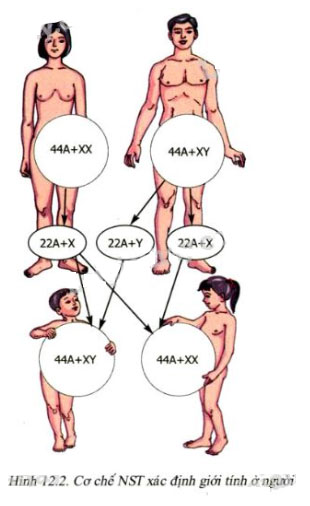 44A+XX
44A+XY
22A+X
22A+Y
22A+X
44A+XY
44A+XX
Hình 12.2. Cơ chế NST xác định giới tính ở người